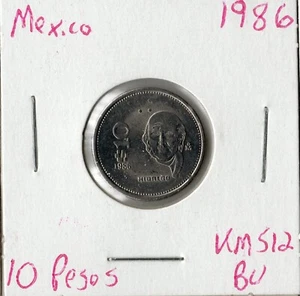 Mexico
1986
$10
1986
HIDALGO
10 Pesos
KM512
BU